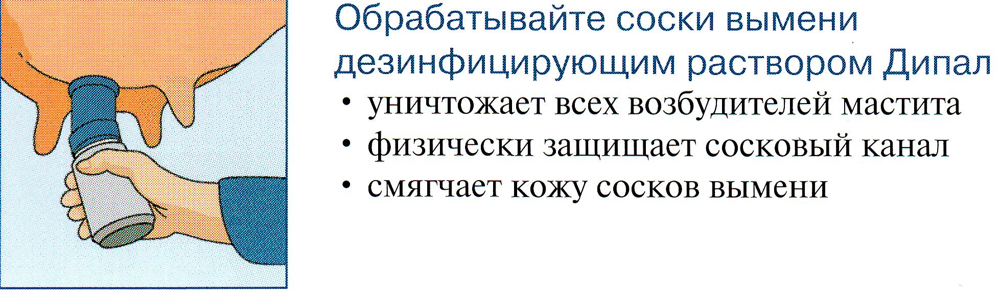 Обрабатывайте соски вымени
дезинфицирующим раствором Дипал
• уничтожает всех возбудителей мастита
• физически защищает сосковый канал
• смягчает кожу сосков вымени